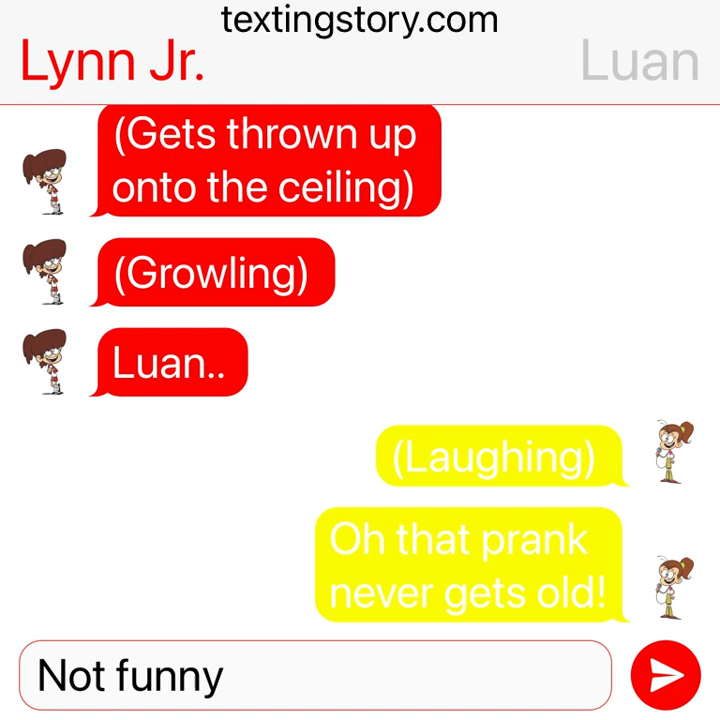 textingstory.com
Lynn Jr.
Luan
(Gets thrown up
onto the ceiling)
(Growling)
Luan..
(Laughing)
Oh that prank
never gets old!
Not funny